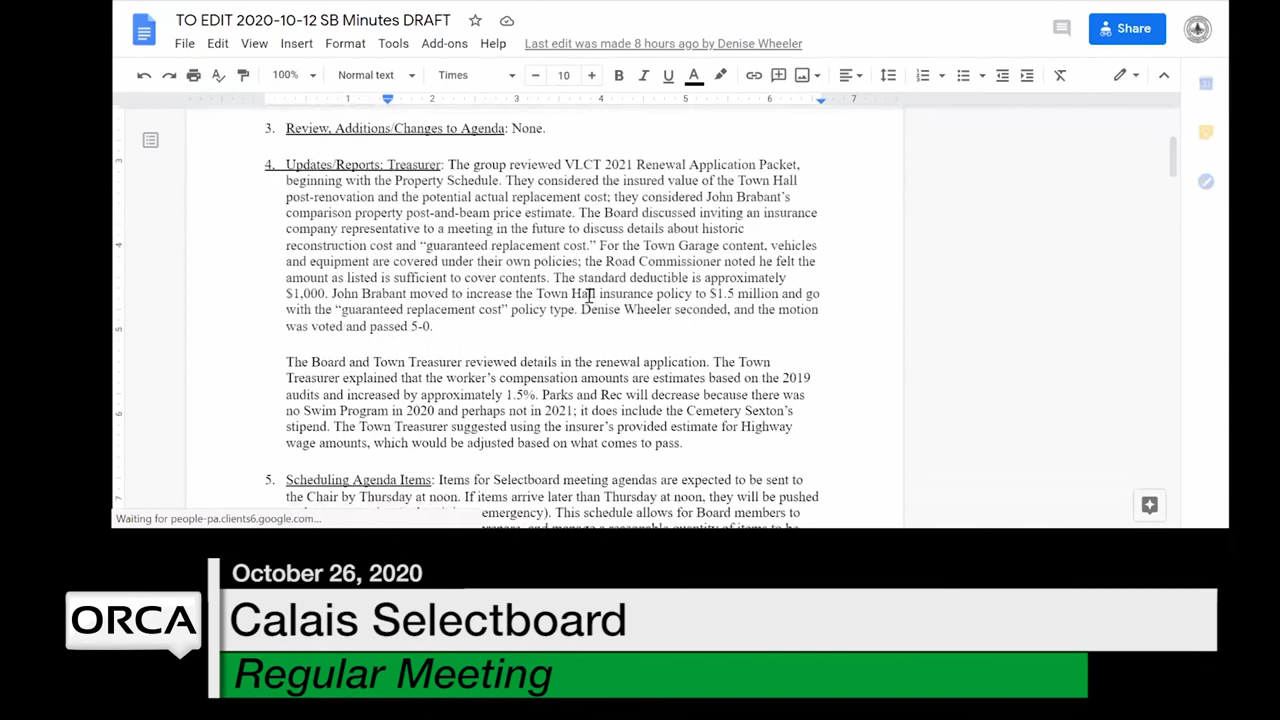 TO EDIT 2020-10-12 SB Minutes DRAFT
Share
File Edit View Insert Format Tools Add-ons Help Last edit was made 8 hours ago by Denise Wheeler
100% Normal text Times 10 B I U A
1 2 3 4 5 6 7
3. Review, Additions/Changes to Agenda: None.
4. Updates/Reports: Treasurer: The group reviewed VLCT 2021 Renewal Application Packet,
beginning with the Property Schedule. They considered the insured value of the Town Hall
post-renovation and the potential actual replacement cost; they considered John Brabant’s
comparison property post-and-beam price estimate. The Board discussed inviting an insurance
company representative to a meeting in the future to discuss details about historic
reconstruction cost and “guaranteed replacement cost.” For the Town Garage content, vehicles
and equipment are covered under their own policies; the Road Commissioner noted he felt the
amount as listed is sufficient to cover contents. The standard deductible is approximately
$1,000. John Brabant moved to increase the Town Hall insurance policy to $1.5 million and go
with the “guaranteed replacement cost” policy type. Denise Wheeler seconded, and the motion
was voted and passed 5-0.
The Board and Town Treasurer reviewed details in the renewal application. The Town
Treasurer explained that the worker’s compensation amounts are estimates based on the 2019
audits and increased by approximately 1.5%. Parks and Rec will decrease because there was
no Swim Program in 2020 and perhaps not in 2021; it does include the Cemetery Sexton’s
stipend. The Town Treasurer suggested using the insurer’s provided estimate for Highway
wage amounts, which would be adjusted based on what comes to pass.
5. Scheduling Agenda Items: Items for Selectboard meeting agendas are expected to be sent to
the Chair by Thursday at noon. If items arrive later than Thursday at noon, they will be pushed
emergency). This schedule allows for Board members to
Waiting for people-pa.clients6.google.com...
October 26, 2020
ORCA
Calais Selectboard
Regular Meeting